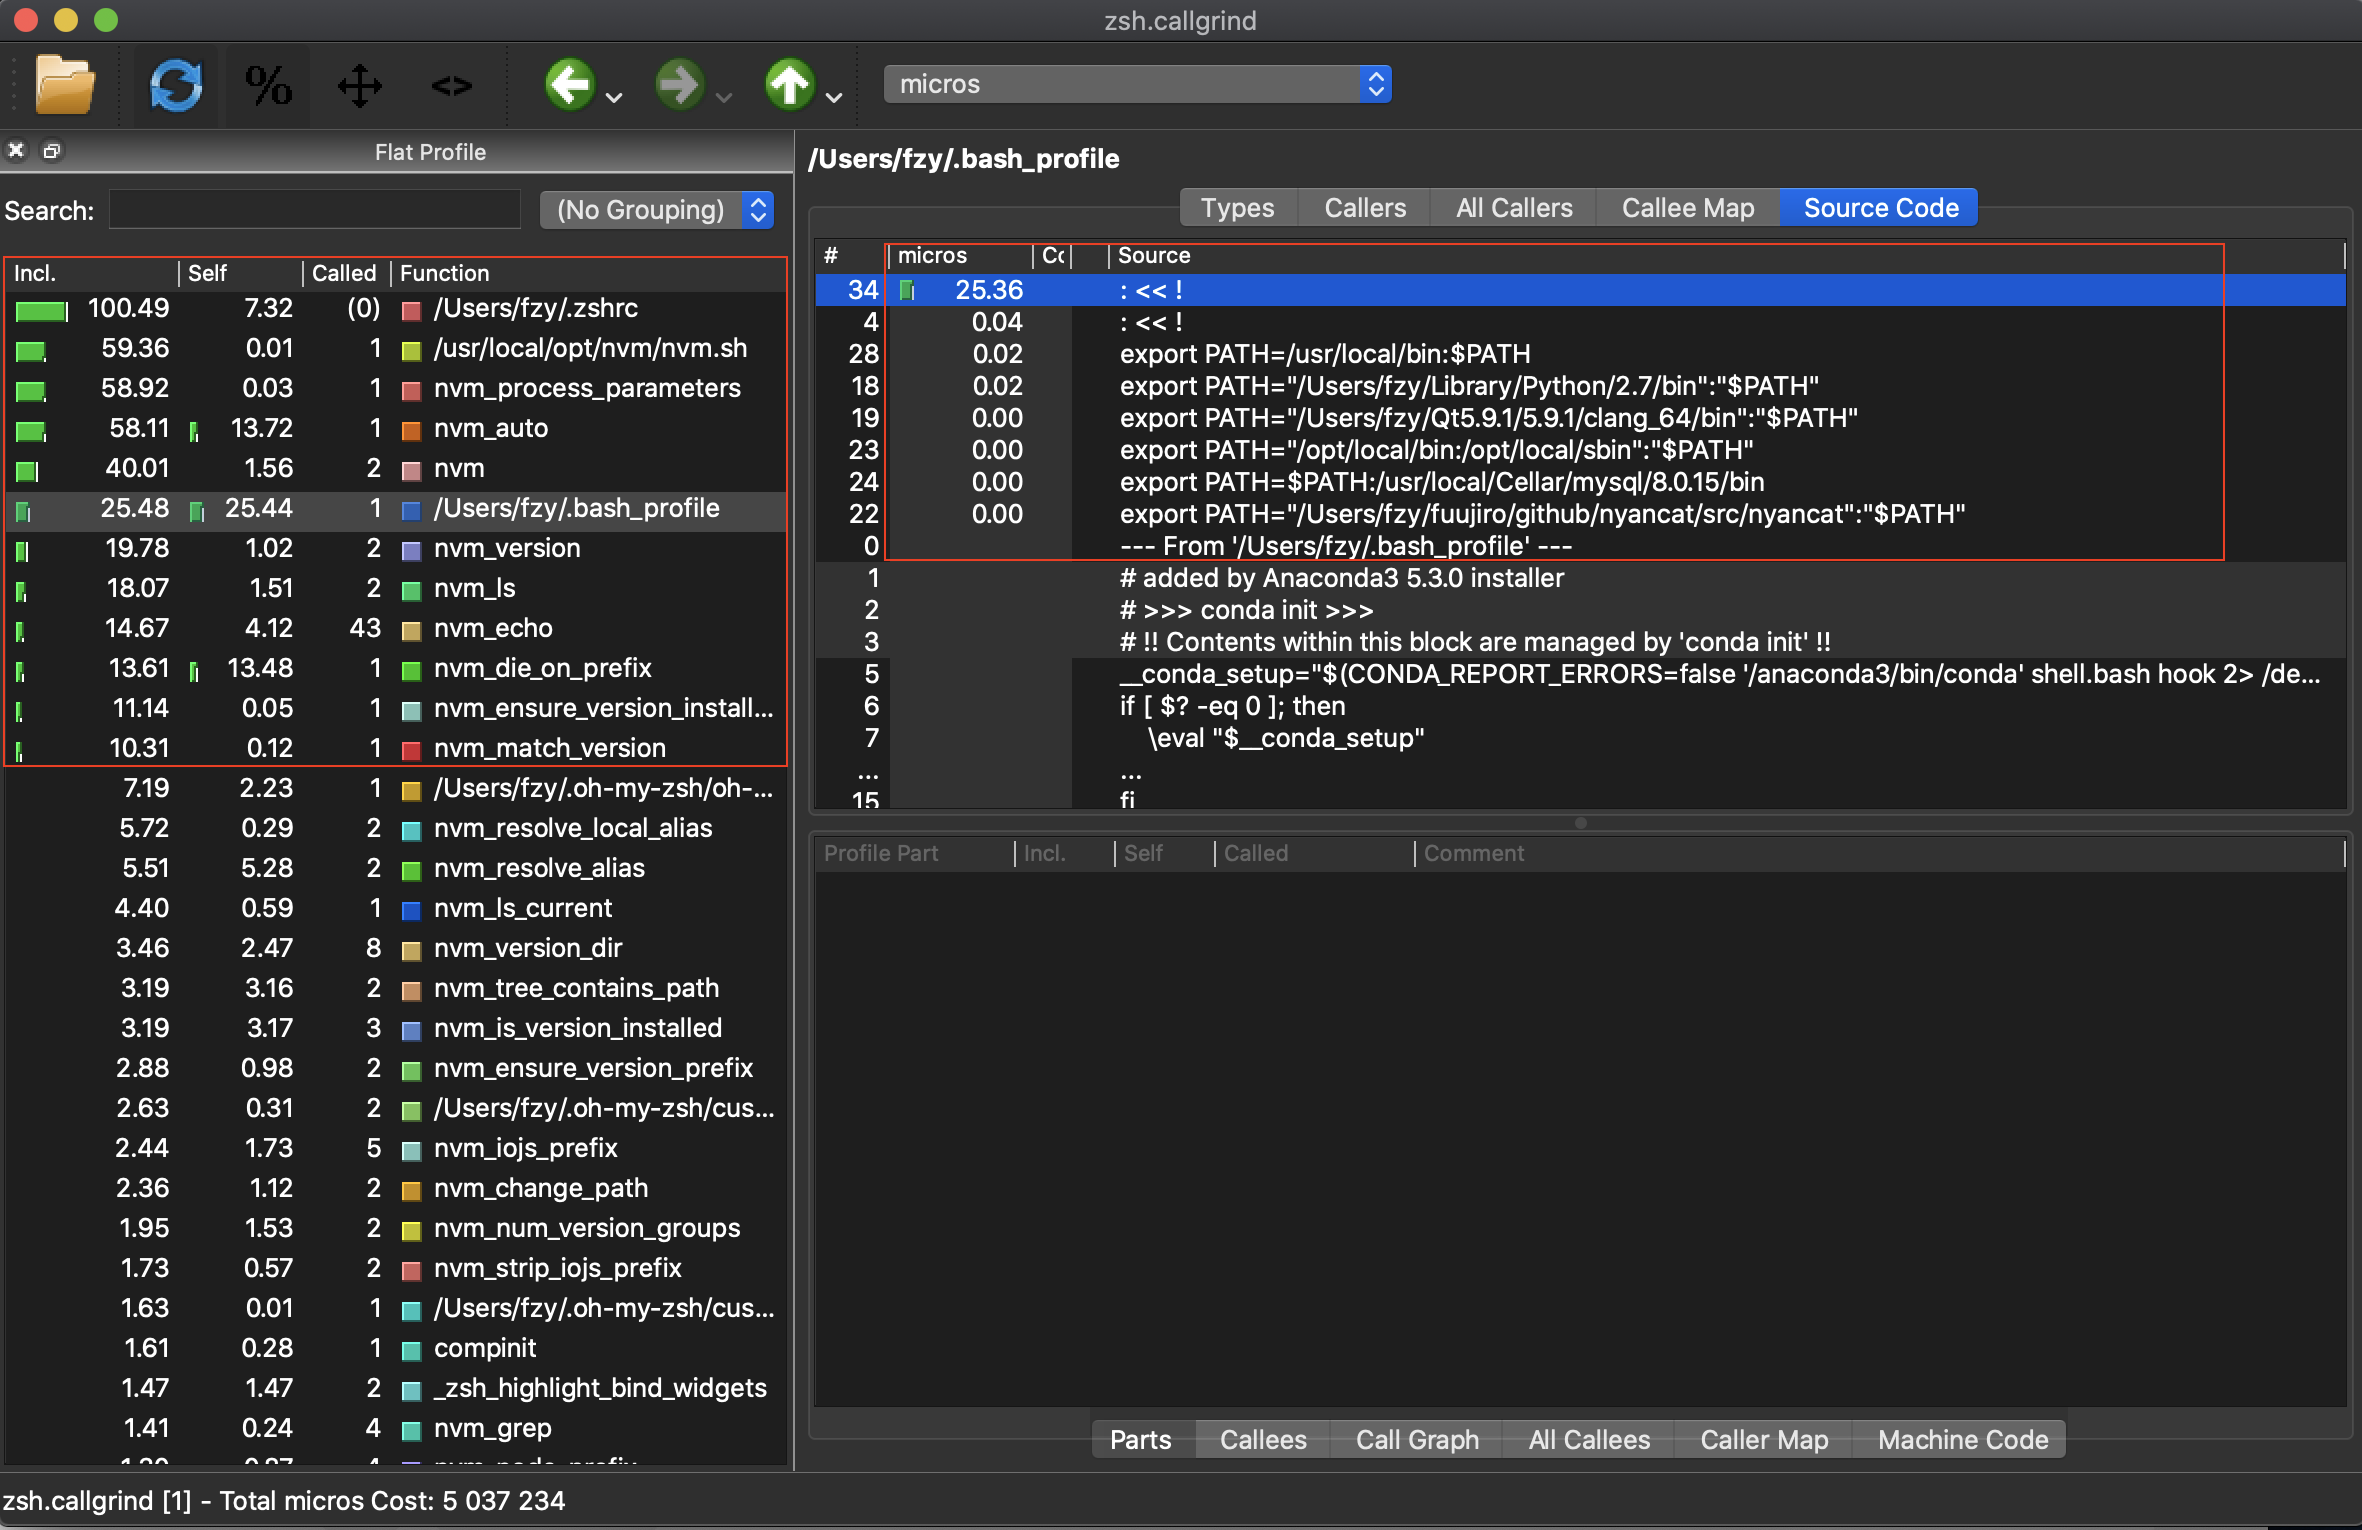 zsh.callgrind
%
<>
micros
Flat Profile
Search:
(No Grouping)
Incl. Self Called Function
100.49 7.32 (0) /Users/fzy/.zshrc
59.36 0.01 1 /usr/local/opt/nvm/nvm.sh
58.92 0.03 1 nvm_process_parameters
58.11 13.72 1 nvm_auto
40.01 1.56 2 nvm
25.48 25.44 1 /Users/fzy/.bash_profile
19.78 1.02 2 nvm_version
18.07 1.51 2 nvm_ls
14.67 4.12 43 nvm_echo
13.61 13.48 1 nvm_die_on_prefix
11.14 0.05 1 nvm_ensure_version_install...
10.31 0.12 1 nvm_match_version
7.19 2.23 1 /Users/fzy/.oh-my-zsh/oh-...
5.72 0.29 2 nvm_resolve_local_alias
5.51 5.28 2 nvm_resolve_alias
4.40 0.59 1 nvm_ls_current
3.46 2.47 8 nvm_version_dir
3.19 3.16 2 nvm_tree_contains_path
3.19 3.17 3 nvm_is_version_installed
2.88 0.98 2 nvm_ensure_version_prefix
2.63 0.31 2 /Users/fzy/.oh-my-zsh/cus...
2.44 1.73 5 nvm_iojs_prefix
2.36 1.12 2 nvm_change_path
1.95 1.53 2 nvm_num_version_groups
1.73 0.57 2 nvm_strip_iojs_prefix
1.63 0.01 1 /Users/fzy/.oh-my-zsh/cus...
1.61 0.28 1 compinit
1.47 1.47 2 _zsh_highlight_bind_widgets
1.41 0.24 4 nvm_grep
/Users/fzy/.bash_profile
Types Callers All Callers Callee Map Source Code
# micros Source
34 25.36 : << !
4 0.04 : << !
28 0.02 export PATH=/usr/local/bin:$PATH
18 0.02 export PATH="/Users/fzy/Library/Python/2.7/bin":"$PATH"
19 0.00 export PATH="/Users/fzy/Qt5.9.1/5.9.1/clang_64/bin":"$PATH"
23 0.00 export PATH="/opt/local/bin:/opt/local/sbin":"$PATH"
24 0.00 export PATH=$PATH:/usr/local/Cellar/mysql/8.0.15/bin
22 0.00 export PATH="/Users/fzy/fuujiro/github/nyancat/src/nyancat":"$PATH"
0 --- From '/Users/fzy/.bash_profile' ---
1 # added by Anaconda3 5.3.0 installer
2 # >>> conda init >>>
3 # !! Contents within this block are managed by 'conda init' !!
5 __conda_setup="$(CONDA_REPORT_ERRORS=false '/anaconda3/bin/conda' shell.bash hook 2> /de...
6 if [ $? -eq 0 ]; then
7 \eval "$__conda_setup"
... ...
15 fi
Profile Part Incl. Self Called Comment
Parts Callees Call Graph All Callees Caller Map Machine Code
zsh.callgrind [1] - Total micros Cost: 5 037 234